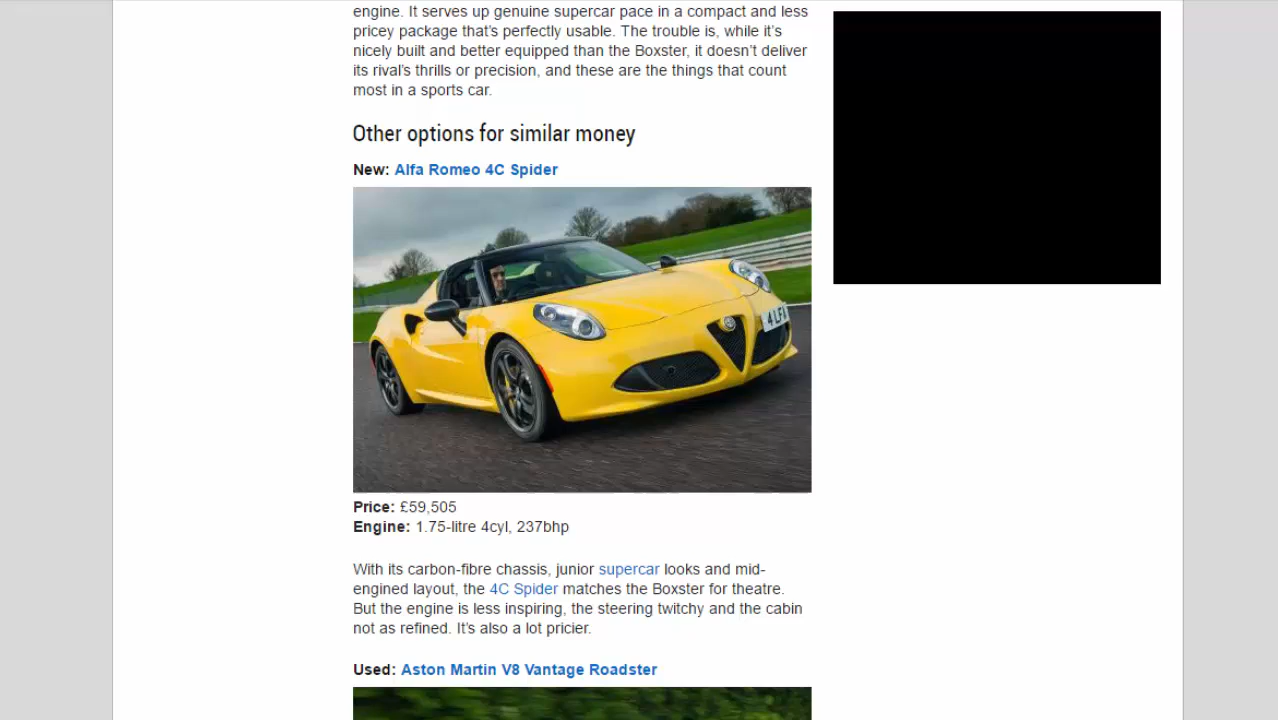 engine. It serves up genuine supercar pace in a compact and less
pricey package that's perfectly usable. The trouble is, while it's
nicely built and better equipped than the Boxster, it doesn't deliver
its rival's thrills or precision, and these are the things that count
most in a sports car.
Other options for similar money
New: Alfa Romeo 4C Spider
4 LFA
Price: £59,505
Engine: 1.75-litre 4cyl, 237bhp
With its carbon-fibre chassis, junior supercar looks and mid-
engined layout, the 4C Spider matches the Boxster for theatre.
But the engine is less inspiring, the steering twitchy and the cabin
not as refined. It's also a lot pricier.
Used: Aston Martin V8 Vantage Roadster